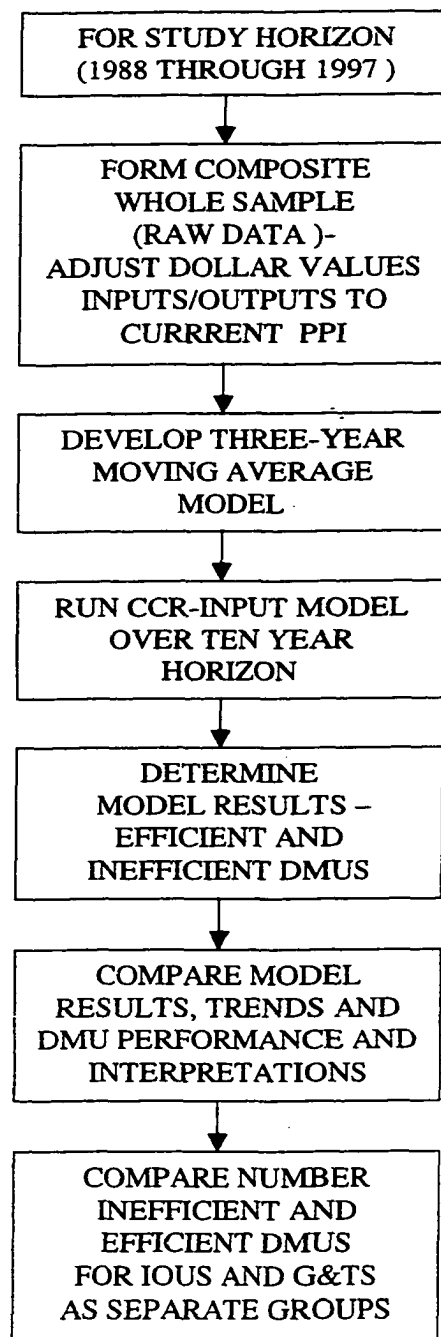 FOR STUDY HORIZON
(1988 THROUGH 1997 )
FORM COMPOSITE
WHOLE SAMPLE
(RAW DATA )-
ADJUST DOLLAR VALUES
INPUTS/OUTPUTS TO
CURRRENT PPI
DEVELOP THREE-YEAR
MOVING AVERAGE
MODEL
RUN CCR-INPUT MODEL
OVER TEN YEAR
HORIZON
DETERMINE
MODEL RESULTS –
EFFICIENT AND
INEFFICIENT DMUS
COMPARE MODEL
RESULTS, TRENDS AND
DMU PERFORMANCE AND
INTERPRETATIONS
COMPARE NUMBER
INEFFICIENT AND
EFFICIENT DMUS
FOR IOUS AND G&TS
AS SEPARATE GROUPS